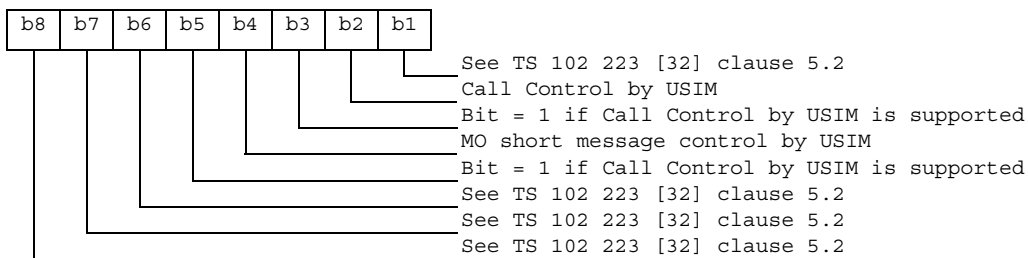 b8 b7 b6 b5 b4 b3 b2 b1
See TS 102 223 [32] clause 5.2
Call Control by USIM
Bit = 1 if Call Control by USIM is supported
MO short message control by USIM
Bit = 1 if Call Control by USIM is supported
See TS 102 223 [32] clause 5.2
See TS 102 223 [32] clause 5.2
See TS 102 223 [32] clause 5.2